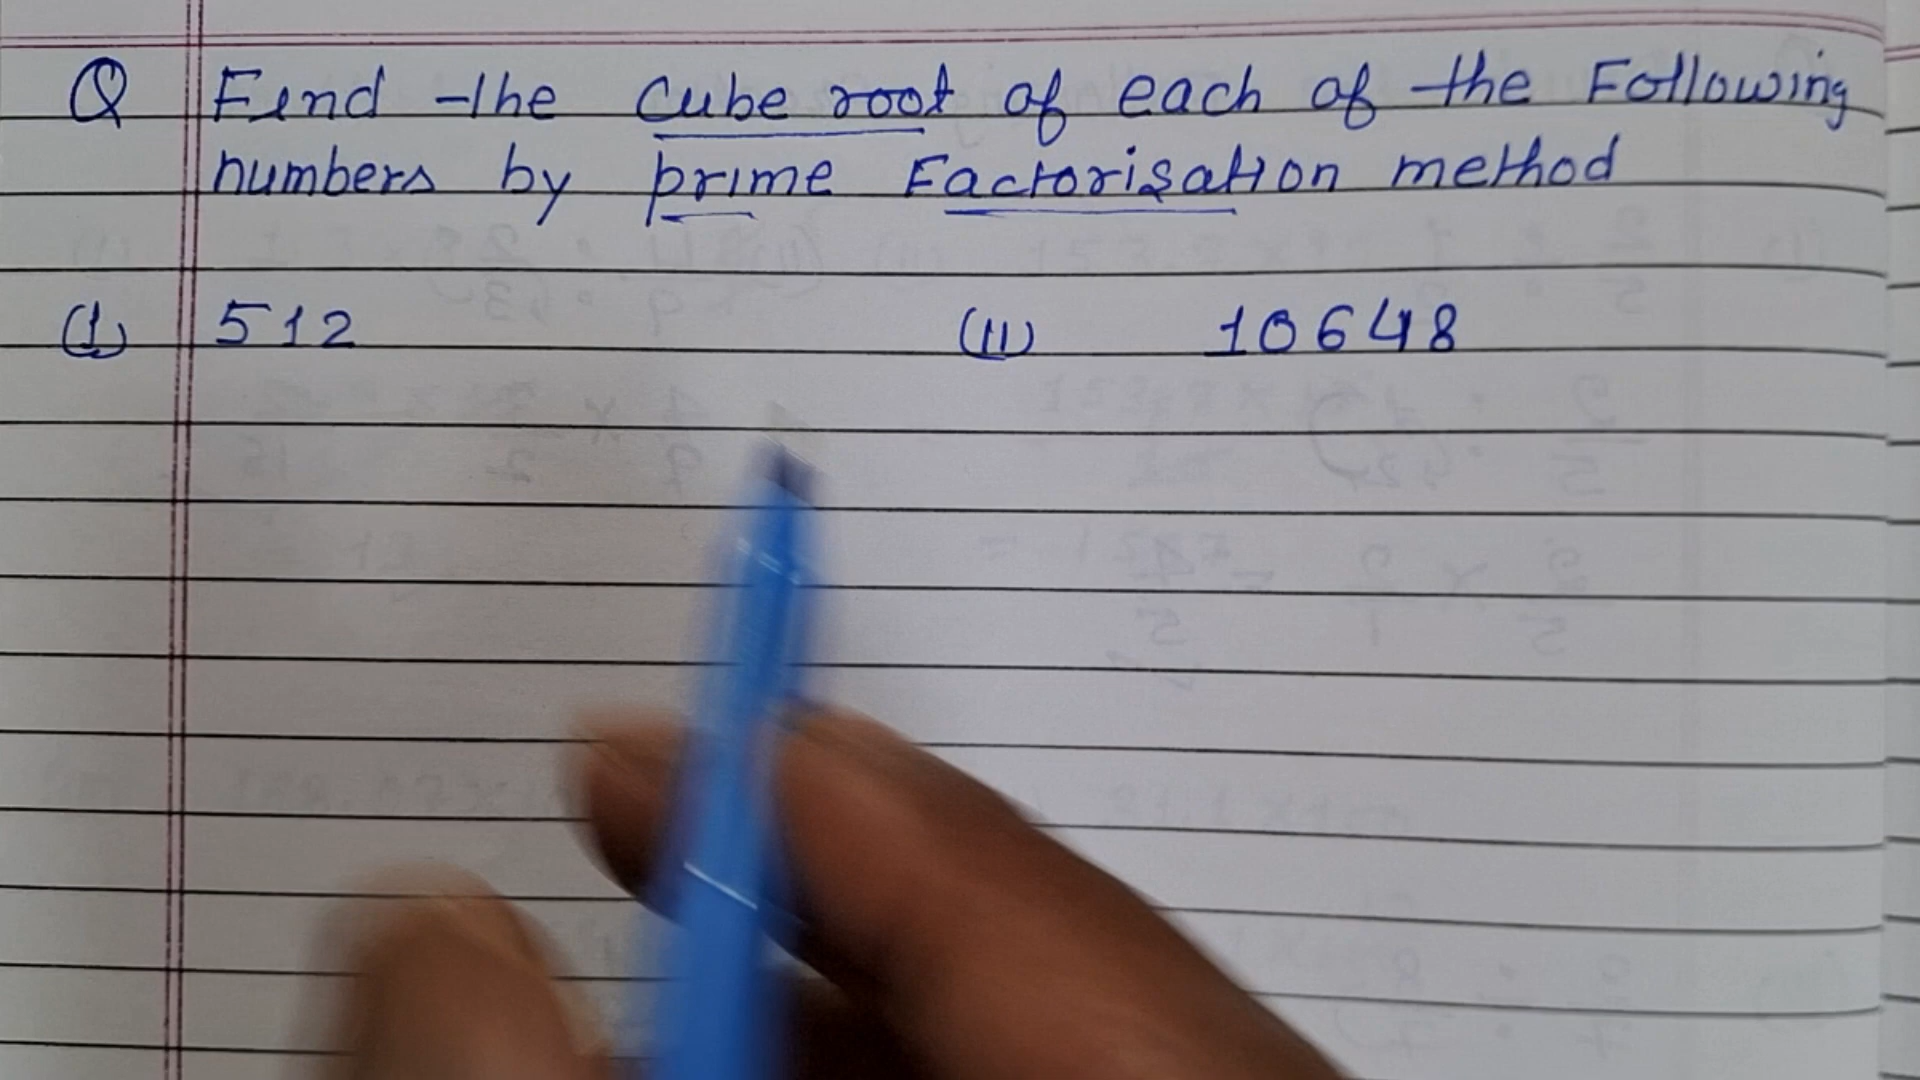 Q Find the cube root of each of the Following
numbers by prime Factorisation method
(I) 512 (II) 10648